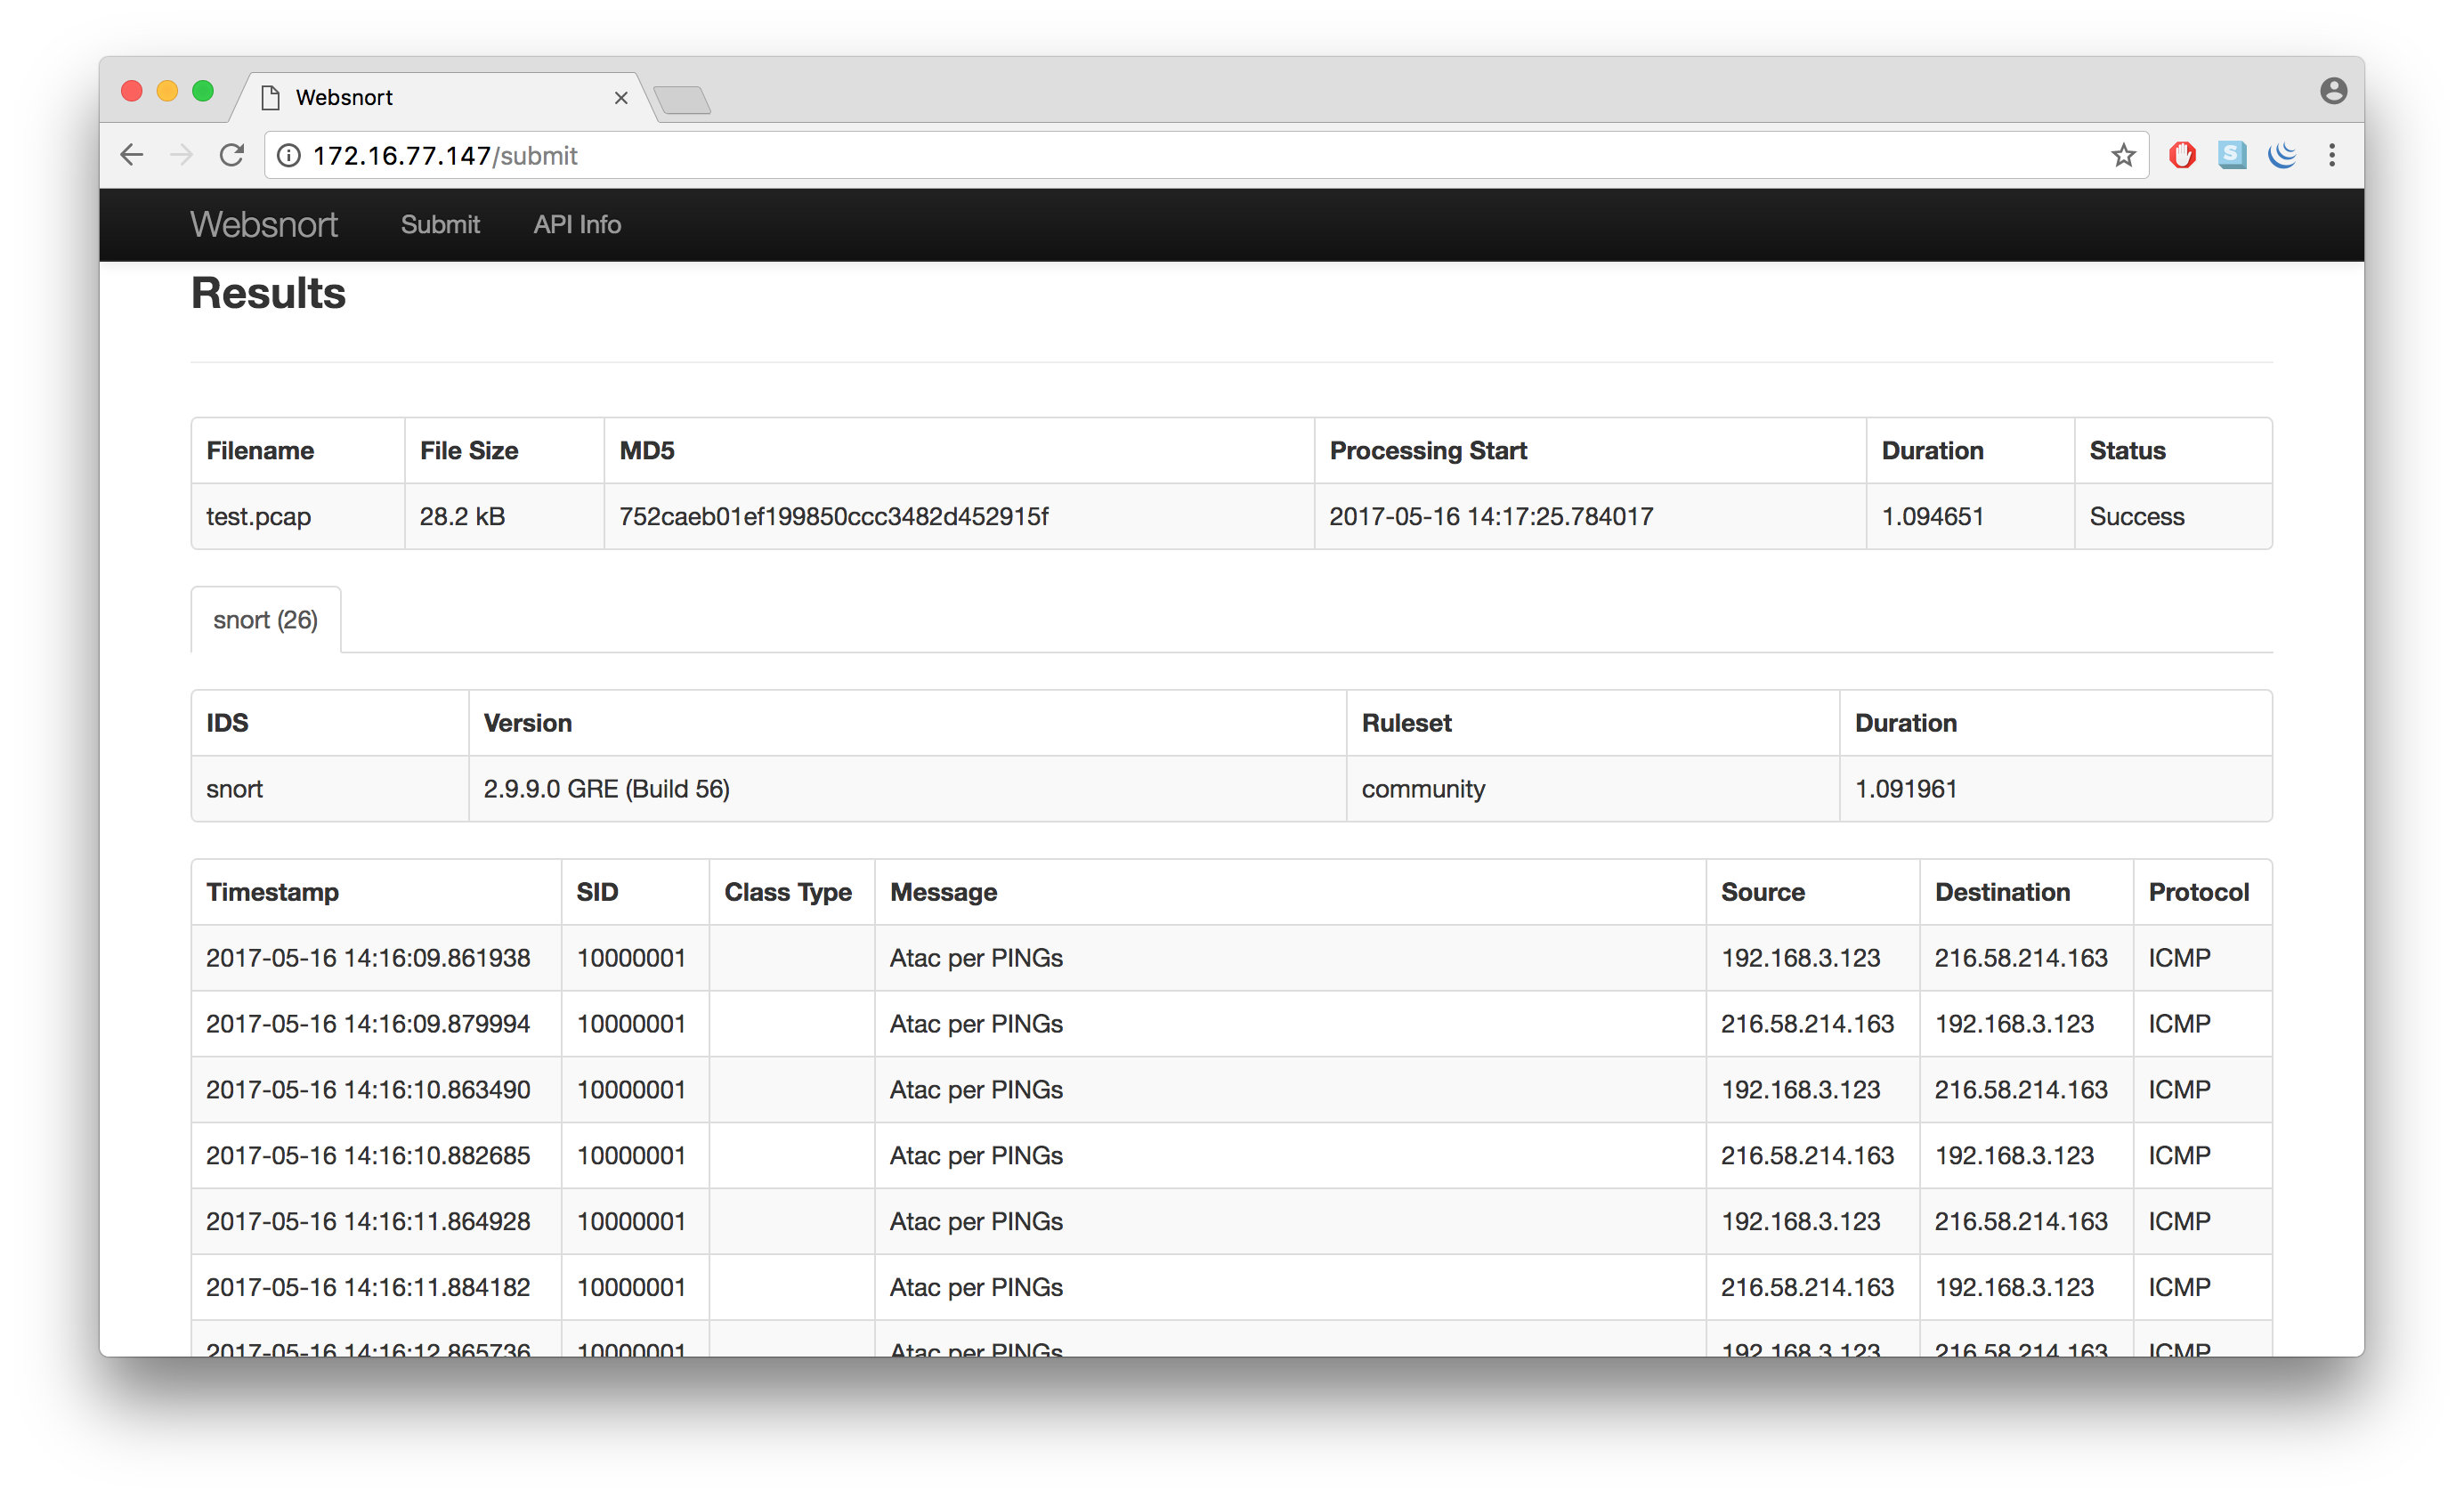 Websnort
172.16.77.147/submit
Websnort Submit API Info
Results
Filename File Size MD5 Processing Start Duration Status
test.pcap 28.2 kB 752caeb01ef199850ccc3482d452915f 2017-05-16 14:17:25.784017 1.094651 Success
snort (26)
IDS Version Ruleset Duration
snort 2.9.9.0 GRE (Build 56) community 1.091961
Timestamp SID Class Type Message Source Destination Protocol
2017-05-16 14:16:09.861938 10000001 Atac per PINGs 192.168.3.123 216.58.214.163 ICMP
2017-05-16 14:16:09.879994 10000001 Atac per PINGs 216.58.214.163 192.168.3.123 ICMP
2017-05-16 14:16:10.863490 10000001 Atac per PINGs 192.168.3.123 216.58.214.163 ICMP
2017-05-16 14:16:10.882685 10000001 Atac per PINGs 216.58.214.163 192.168.3.123 ICMP
2017-05-16 14:16:11.864928 10000001 Atac per PINGs 192.168.3.123 216.58.214.163 ICMP
2017-05-16 14:16:11.884182 10000001 Atac per PINGs 216.58.214.163 192.168.3.123 ICMP
2017-05-16 14:16:12.865736 10000001 Atac per PINGs 192.168.3.123 216.58.214.163 ICMP